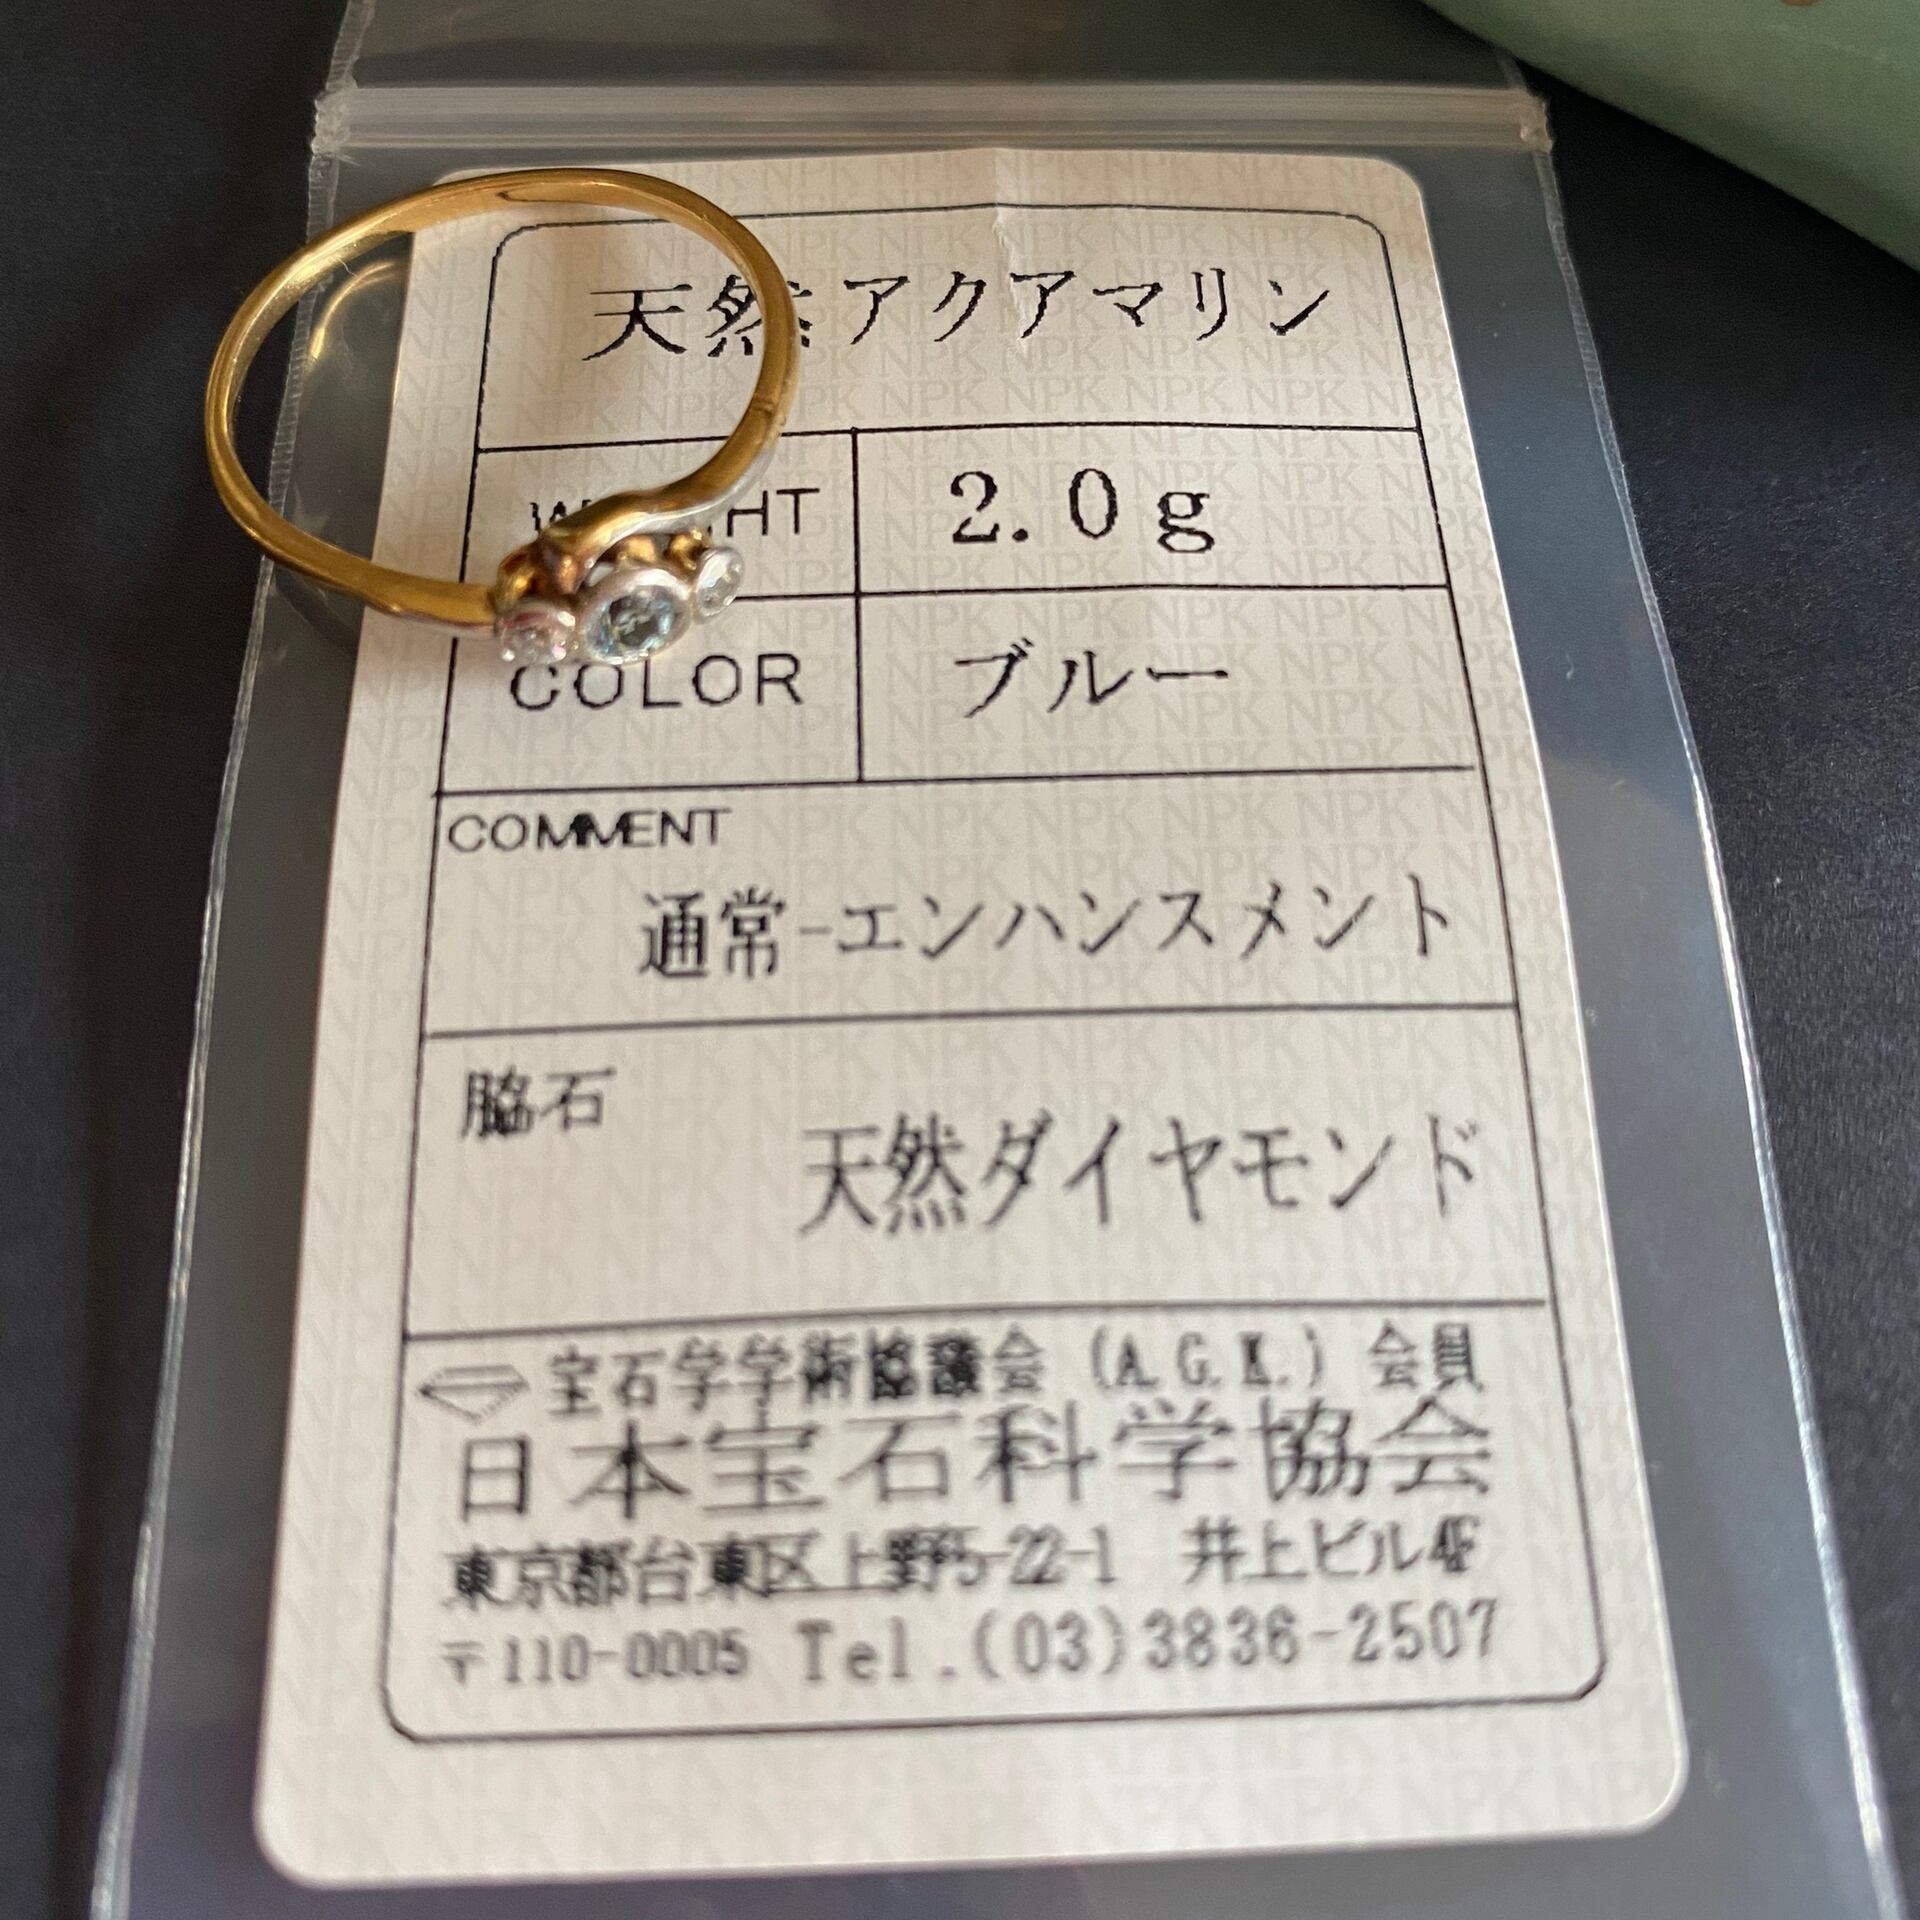 天然アクアマリン
2.0g
COLOR ブルー
COMMENT
通常-エンハンスメント
脇石
天然ダイヤモンド
宝石学学術協議会 (A.G.K.) 会員
日本宝石科学協会
東京都台東区上野5-22-1 井上ビル4F
〒110-0005 Tel.(03)3836-2507